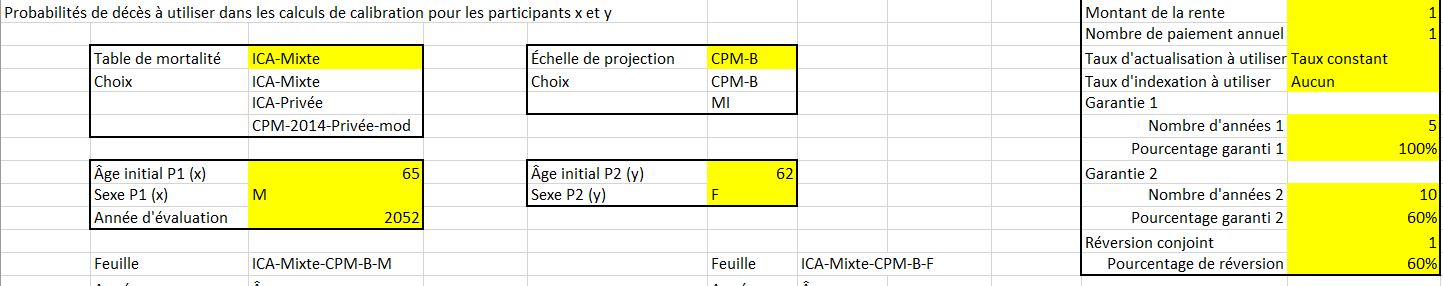 Probabilités de décès à utiliser dans les calculs de calibration pour les participants x et y
Table de mortalité ICA-Mixte
Choix ICA-Mixte
ICA-Privée
CPM-2014-Privée-mod
Échelle de projection CPM-B
Choix CPM-B
MI
Âge initial P1 (x) 65
Sexe P1 (x) M
Année d'évaluation 2052
Âge initial P2 (y) 62
Sexe P2 (y) F
Feuille ICA-Mixte-CPM-B-M
Feuille ICA-Mixte-CPM-B-F
Montant de la rente 1
Nombre de paiement annuel 1
Taux d'actualisation à utiliser Taux constant
Taux d'indexation à utiliser Aucun
Garantie 1
Nombre d'années 1 5
Pourcentage garanti 1 100%
Garantie 2
Nombre d'années 2 10
Pourcentage garanti 2 60%
Réversion conjoint 1
Pourcentage de réversion 60%